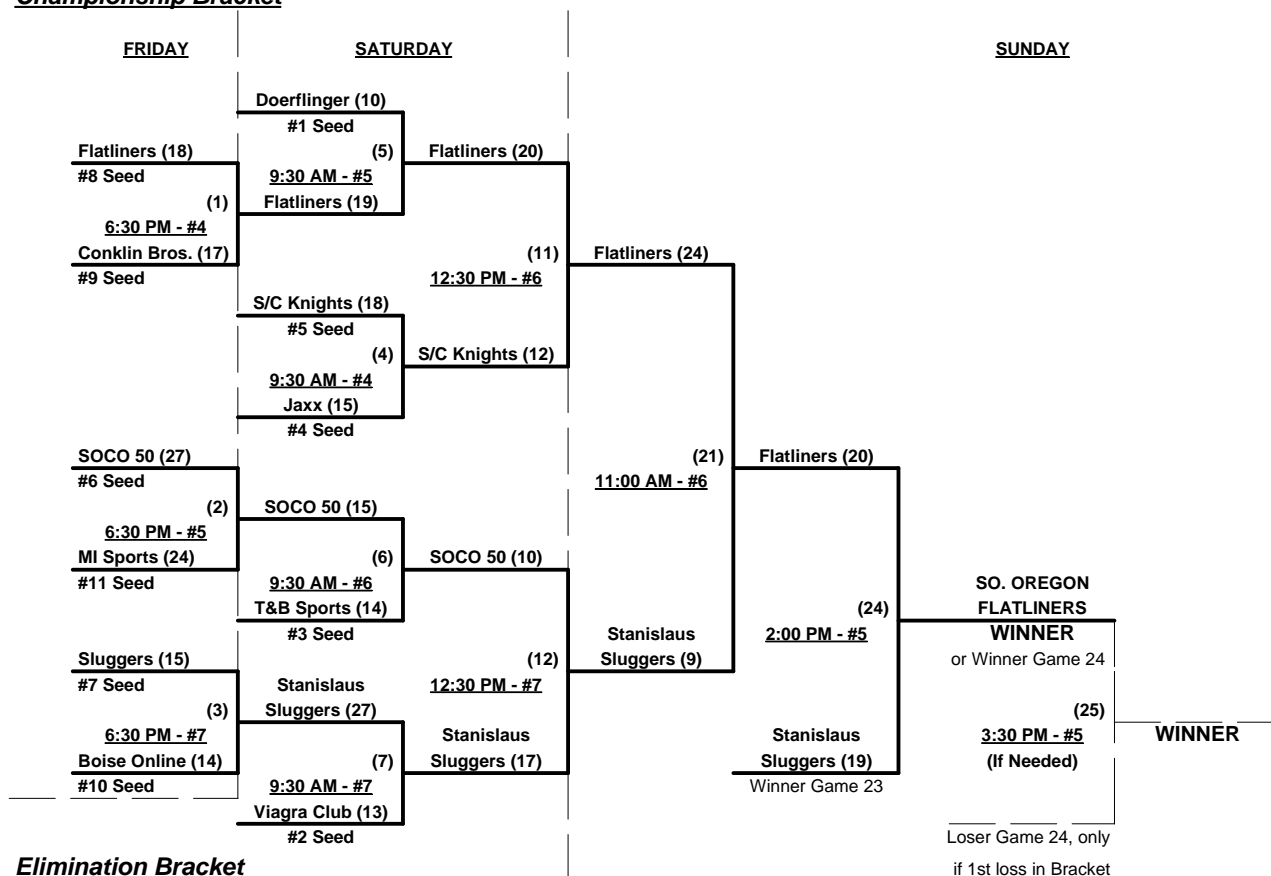 Championship Bracket
FRIDAY
SATURDAY
SUNDAY
Doerflinger (10)
#1 Seed
Flatliners (18)
(5)
Flatliners (20)
#8 Seed
9:30 AM - #5
(1)
Flatliners (19)
6:30 PM - #4
Conklin Bros. (17)
(11)
Flatliners (24)
#9 Seed
12:30 PM - #6
S/C Knights (18)
#5 Seed
(4)
S/C Knights (12)
9:30 AM - #4
Jaxx (15)
#4 Seed
SOCO 50 (27)
(21)
Flatliners (20)
#6 Seed
11:00 AM - #6
(2)
SOCO 50 (15)
6:30 PM - #5
MI Sports (24)
(6)
SOCO 50 (10)
#11 Seed
9:30 AM - #6
SO. OREGON
T&B Sports (14)
(24)
FLATLINERS
#3 Seed
Stanislaus
2:00 PM - #5
WINNER
Sluggers (15)
(12)
Sluggers (9)
or Winner Game 24
#7 Seed
Stanislaus
12:30 PM - #7
(3)
Sluggers (27)
(25)
6:30 PM - #7
Stanislaus
Stanislaus
3:30 PM - #5
WINNER
Boise Online (14)
(7)
Sluggers (17)
Sluggers (19)
(If Needed)
#10 Seed
9:30 AM - #7
Winner Game 23
Viagra Club (13)
#2 Seed
Loser Game 24, only
Elimination Bracket
if 1st loss in Bracket